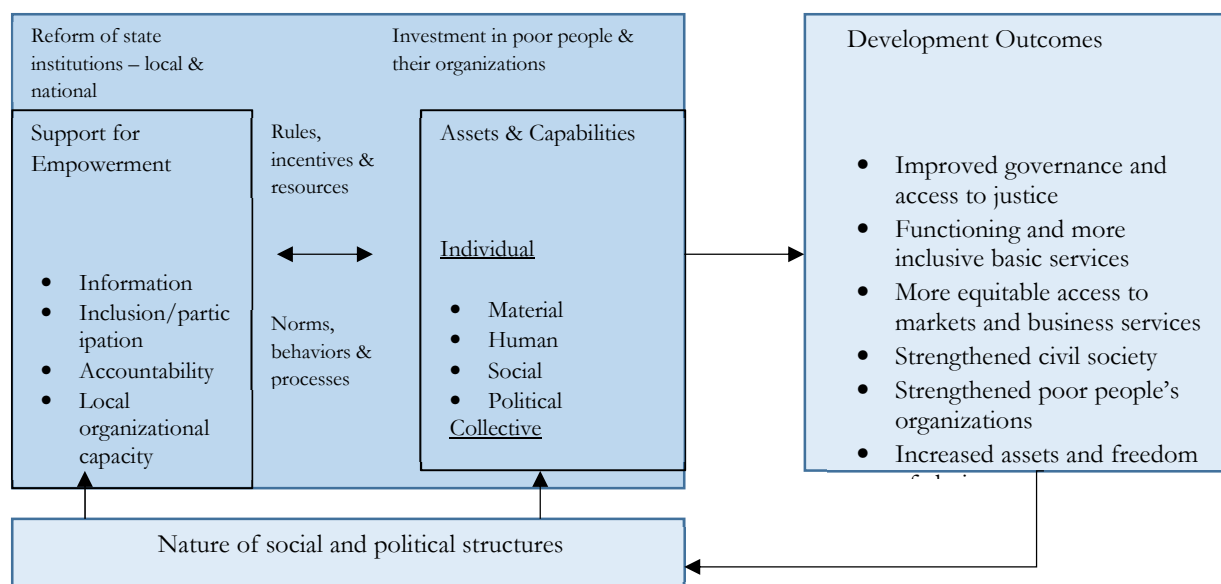 Reform of state
institutions – local &
national
Investment in poor people &
their organizations
Support for
Empowerment
• Information
• Inclusion/partic
ipation
• Accountability
• Local
organizational
capacity
Rules,
incentives &
resources
Norms,
behaviors &
processes
Assets & Capabilities
Individual
• Material
• Human
• Social
• Political
Collective
Development Outcomes
• Improved governance and
access to justice
• Functioning and more
inclusive basic services
• More equitable access to
markets and business services
• Strengthened civil society
• Strengthened poor people’s
organizations
• Increased assets and freedom
Nature of social and political structures